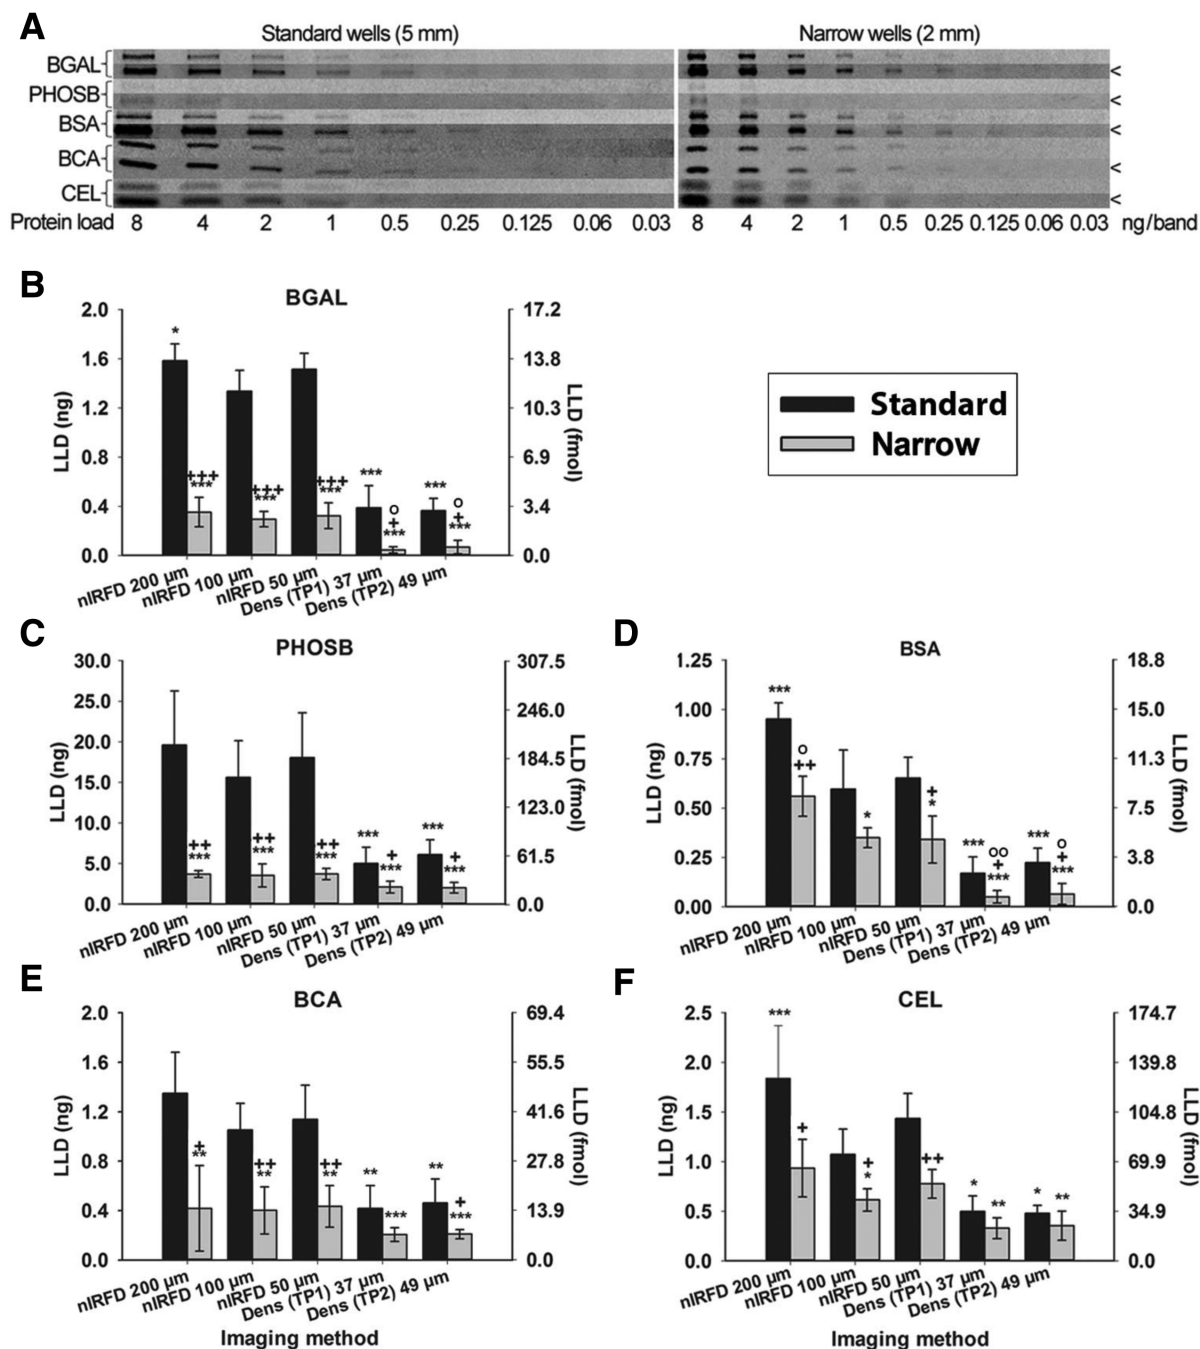 A
Standard wells (5 mm)
Narrow wells (2 mm)
BGAL
<
PHOSB
<
BSA
<
BCA
<
CEL
<
Protein load 8 4 2 1 0.5 0.25 0.125 0.06 0.03 8 4 2 1 0.5 0.25 0.125 0.06 0.03 ng/band
B
BGAL
2.0 17.2
1.6 13.8
1.2 10.3
0.8 6.9
0.4 3.4
0.0 0.0
LLD (ng)
LLD (fmol)
*
+++
***
+++
***
+++
***
***
o
+
***
***
o
+
***
nIRFD 200 µm
nIRFD 100 µm
nIRFD 50 µm
Dens (TP1) 37 µm
Dens (TP2) 49 µm
Standard
Narrow
C
PHOSB
30.0 307.5
25.0 246.0
20.0 184.5
15.0 123.0
10.0 61.5
5.0 0.0
0.0
LLD (ng)
LLD (fmol)
++
***
++
***
++
***
***
+
***
***
+
***
nIRFD 200 µm
nIRFD 100 µm
nIRFD 50 µm
Dens (TP1) 37 µm
Dens (TP2) 49 µm
D
BSA
1.25 18.8
1.00 15.0
0.75 11.3
0.50 7.5
0.25 3.8
0.00 0.0
LLD (ng)
LLD (fmol)
***
o
++
*
+
*
***
oo
+
***
***
o
+
***
nIRFD 200 µm
nIRFD 100 µm
nIRFD 50 µm
Dens (TP1) 37 µm
Dens (TP2) 49 µm
E
BCA
2.0 69.4
1.6 55.5
1.2 41.6
0.8 27.8
0.4 13.9
0.0 0.0
LLD (ng)
LLD (fmol)
+
**
++
**
++
**
**
***
**
+
***
nIRFD 200 µm
nIRFD 100 µm
nIRFD 50 µm
Dens (TP1) 37 µm
Dens (TP2) 49 µm
Imaging method
F
CEL
2.5 174.7
2.0 139.8
1.5 104.8
1.0 69.9
0.5 34.9
0.0 0.0
LLD (ng)
LLD (fmol)
***
+
+
*
++
*
**
*
**
nIRFD 200 µm
nIRFD 100 µm
nIRFD 50 µm
Dens (TP1) 37 µm
Dens (TP2) 49 µm
Imaging method